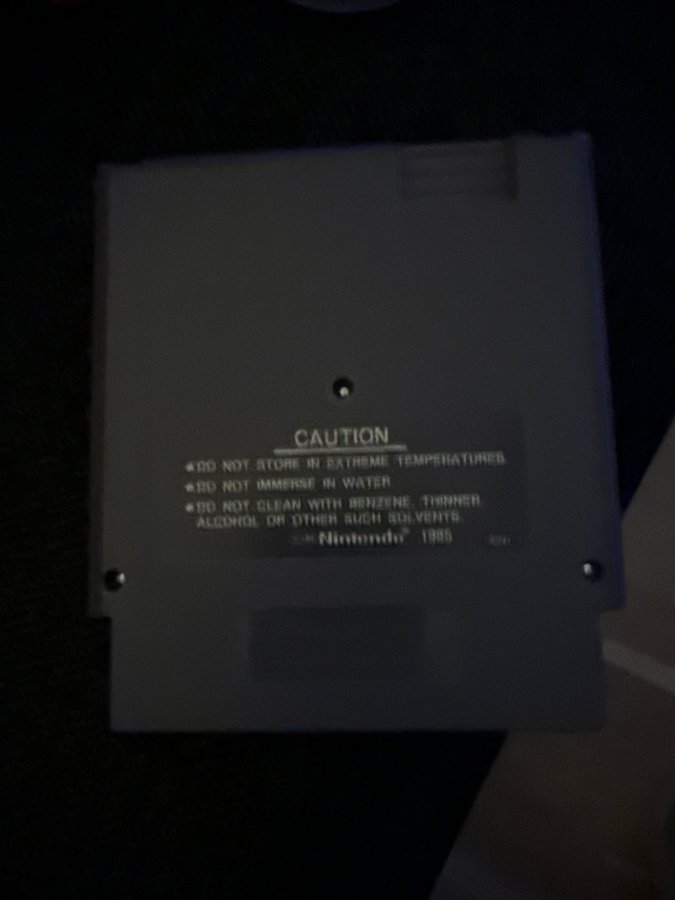 CAUTION
★DO NOT STORE IN EXTREME TEMPERATURES.
★DO NOT IMMERSE IN WATER.
★DO NOT CLEAN WITH BENZENE, THINNER,
ALCOHOL OR OTHER SUCH SOLVENTS.
Nintendo® 1985